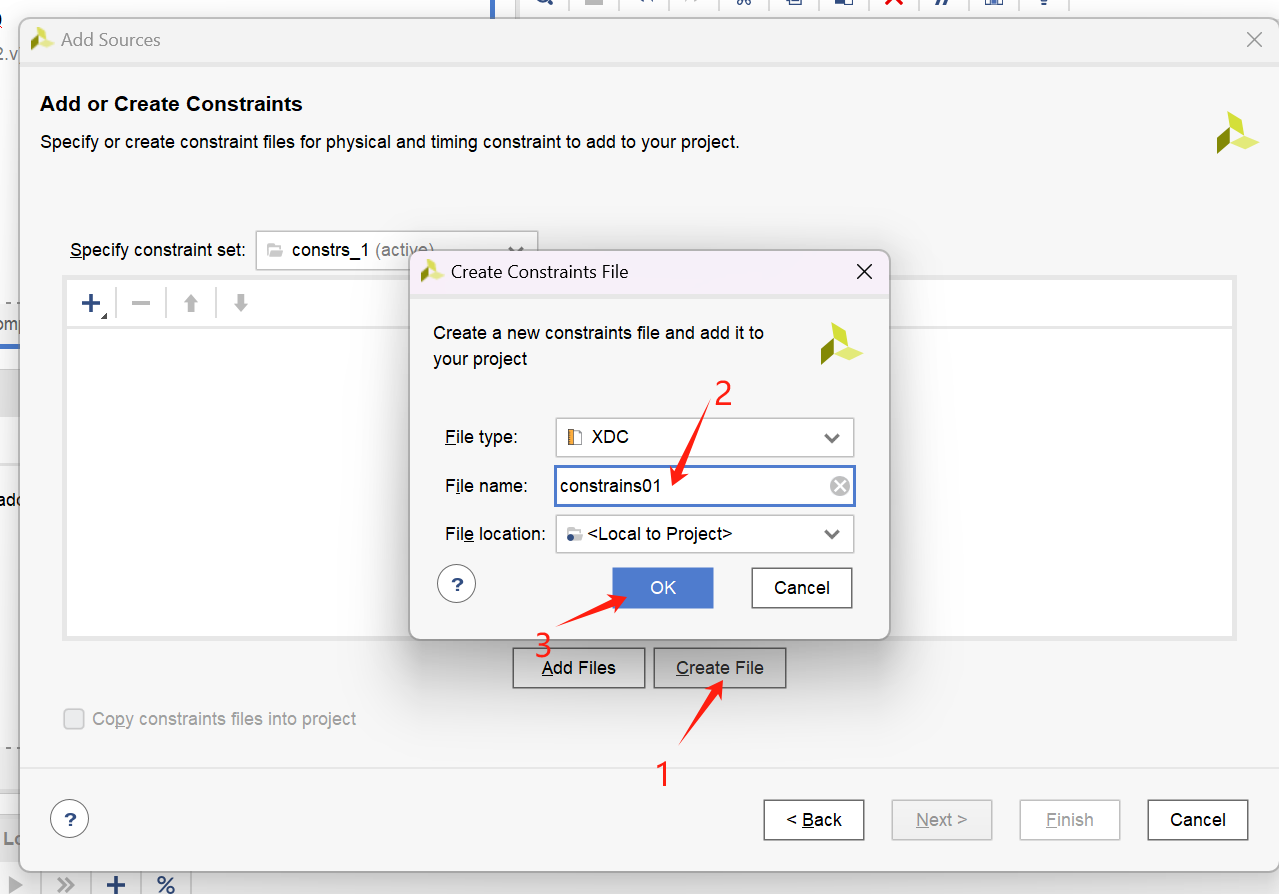 2.v
Add Sources
Add or Create Constraints
Specify or create constraint files for physical and timing constraint to add to your project.
Specify constraint set: constrs_1 (active)
Create Constraints File
Create a new constraints file and add it to
your project
2
File type: XDC
File name: constrains01
File location: <Local to Project>
? OK Cancel
3
Add Files Create File
Copy constraints files into project
1
? < Back Next > Finish Cancel
%